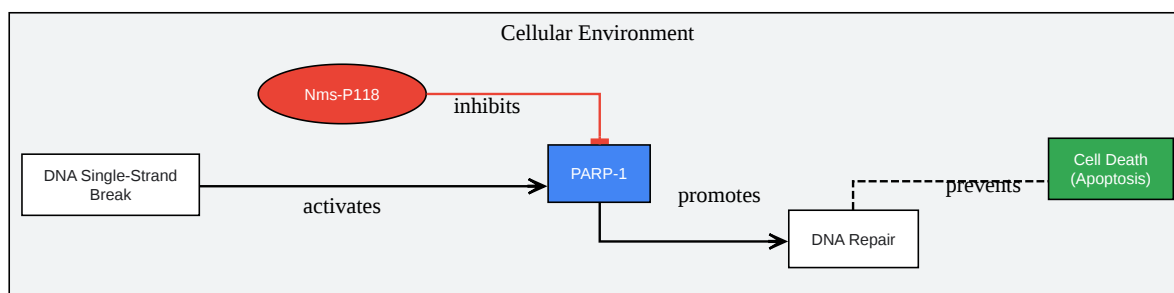 Cellular Environment
Nms-P118
inhibits
DNA Single-Strand
Break
activates
PARP-1
promotes
DNA Repair
prevents
Cell Death
(Apoptosis)